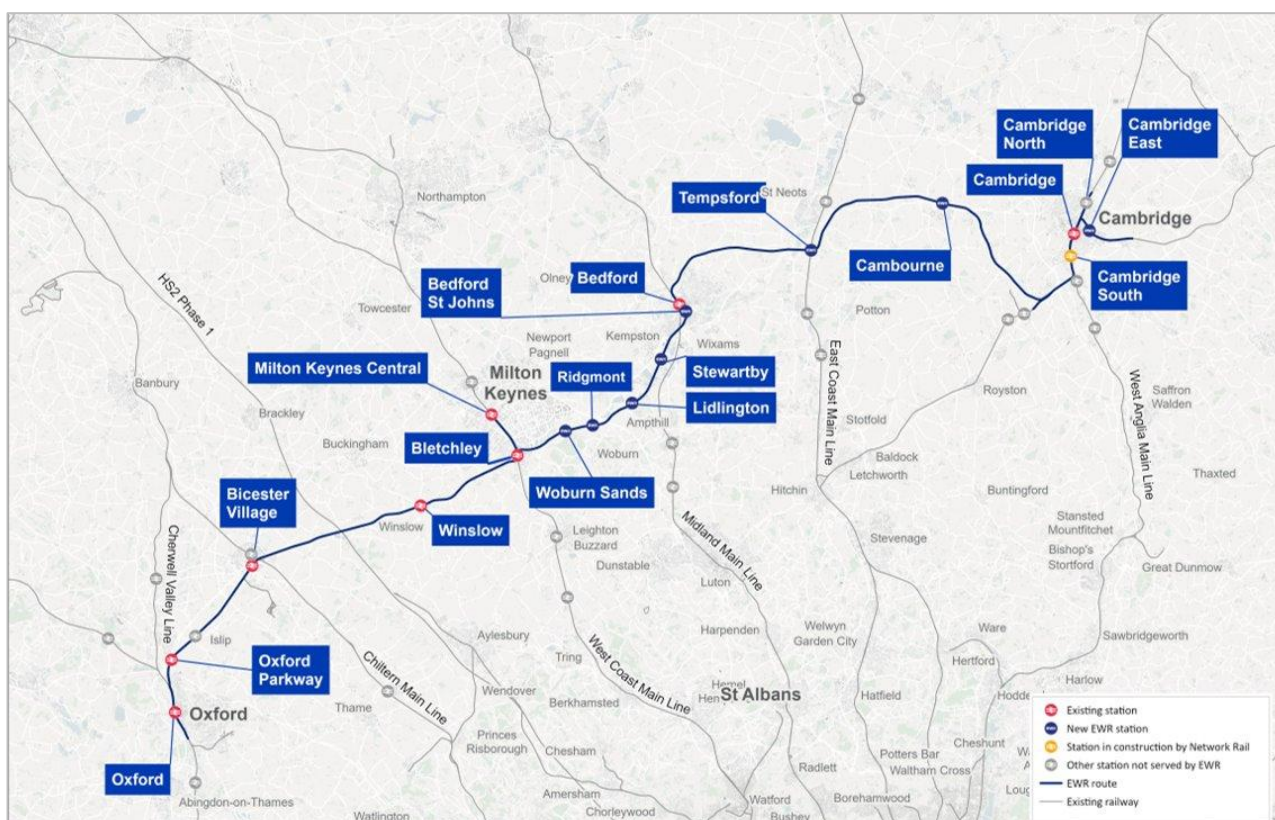 Cambridge
North
Cambridge
East
Cambridge
Cambridge
Northampton
Tempsford
St Neots
HS2 Phase 1
Bedford
St Johns
Olney
Bedford
Cambourne
Cambridge
South
Towcester
Newport
Pagnell
Kempston
Wixams
Potton
Milton Keynes Central
Milton
Keynes
Ridgmont
Stewartby
East Coast Main Line
Banbury
Brackley
Lidlington
Royston
West Anglia Main Line
Saffron
Walden
Buckingham
Bletchley
Ampthill
Woburn
Stotfold
Baldock
Letchworth
Thaxted
Bicester
Village
Woburn Sands
Hitchin
Buntingford
Winslow
Winslow
Leighton
Buzzard
Midland Main Line
Stansted
Mountfitchet
Stevenage
Bishop's
Stortford
Cherwell Valley Line
Dunstable
Luton
Great Dunmow
Islip
Aylesbury
Harpenden
Welwyn
Garden City
Ware
Sawbridgeworth
Oxford
Parkway
Chiltern Main Line
Tring
West Coast Main Line
Hertford
Harlow
Wendover
Berkhamsted
St Albans
Hatfield
Oxford
Thame
Princes
Risborough
Chesham
Potters Bar
Cheshunt
Waltham Cross
Oxford
Radlett
Abingdon-on-Thames
Amersham
Watford
Borehamwood
Watlington
Chorleywood
Bushey
Existing station
New EWR station
Station in construction by Network Rail
Other station not served by EWR
EWR route
Existing railway